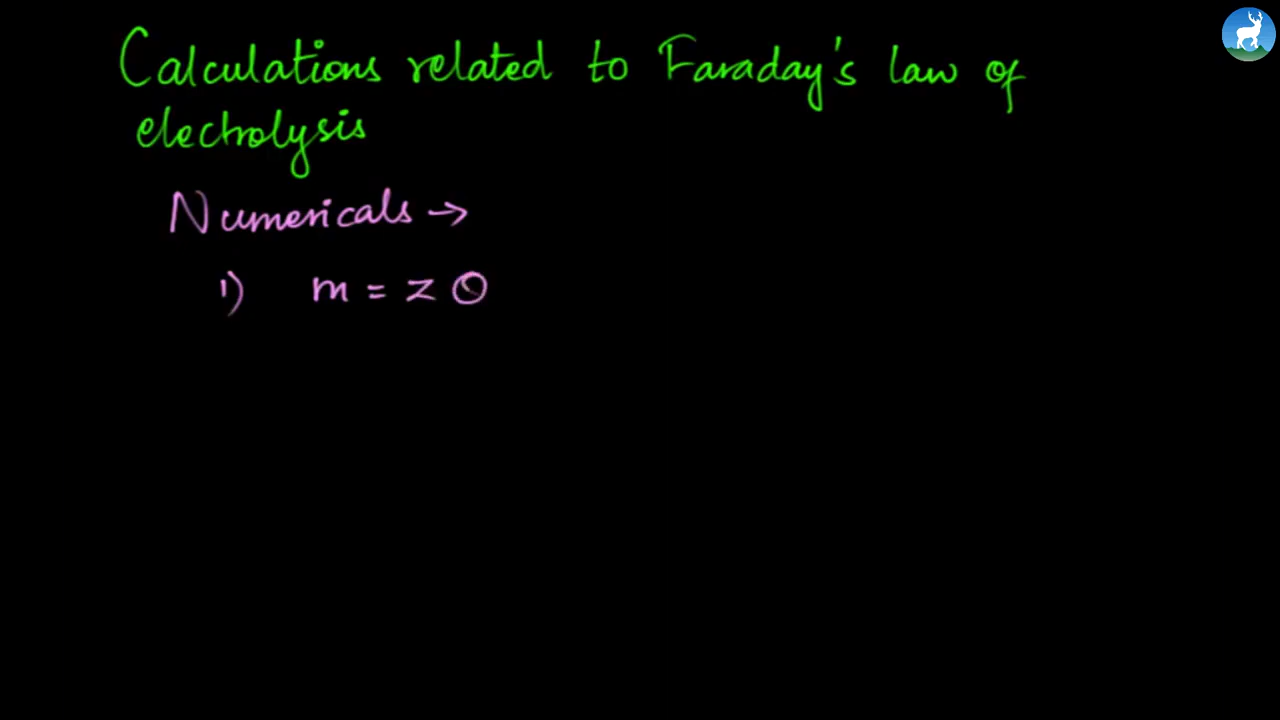 Calculations related to Faraday's law of
electrolysis
Numericals →
1) m = z Q